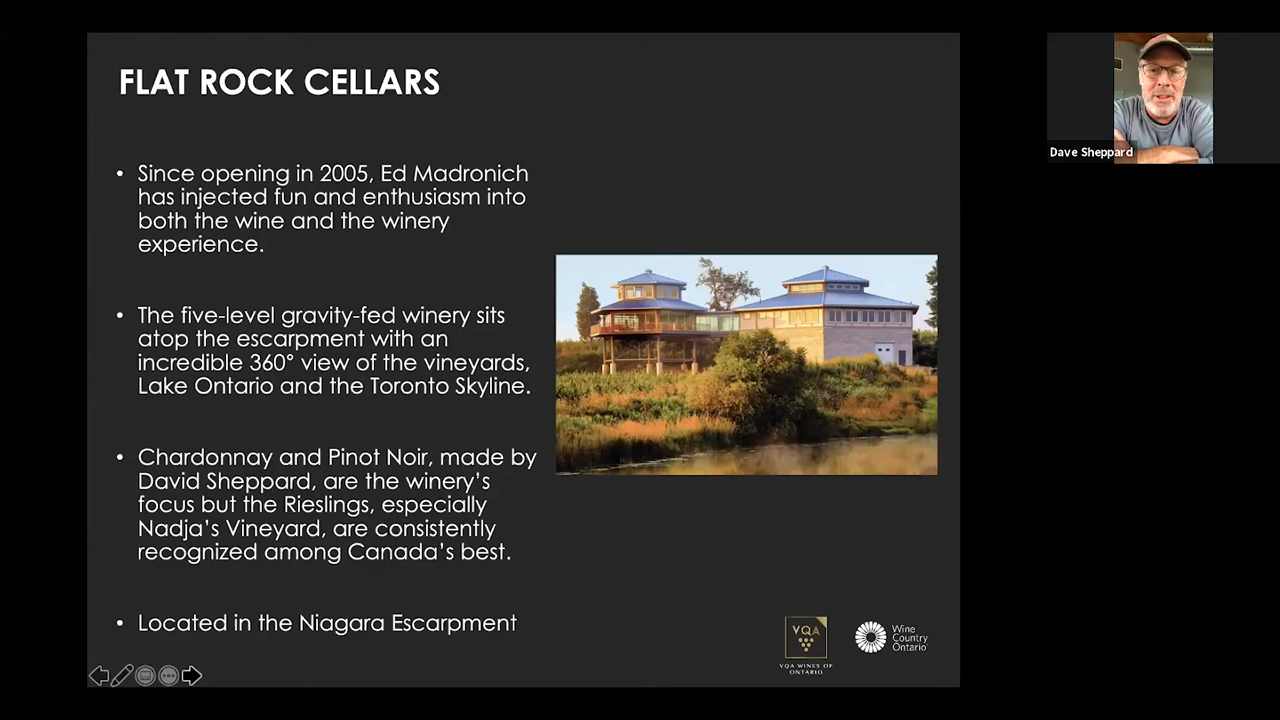 FLAT ROCK CELLARS
• Since opening in 2005, Ed Madronich
has injected fun and enthusiasm into
both the wine and the winery
experience.
• The five-level gravity-fed winery sits
atop the escarpment with an
incredible 360° view of the vineyards,
Lake Ontario and the Toronto Skyline.
• Chardonnay and Pinot Noir, made by
David Sheppard, are the winery's
focus but the Rieslings, especially
Nadja's Vineyard, are consistently
recognized among Canada's best.
• Located in the Niagara Escarpment
VQA
VQA WINES OF
ONTARIO
Wine
Country
Ontario
Dave Sheppard